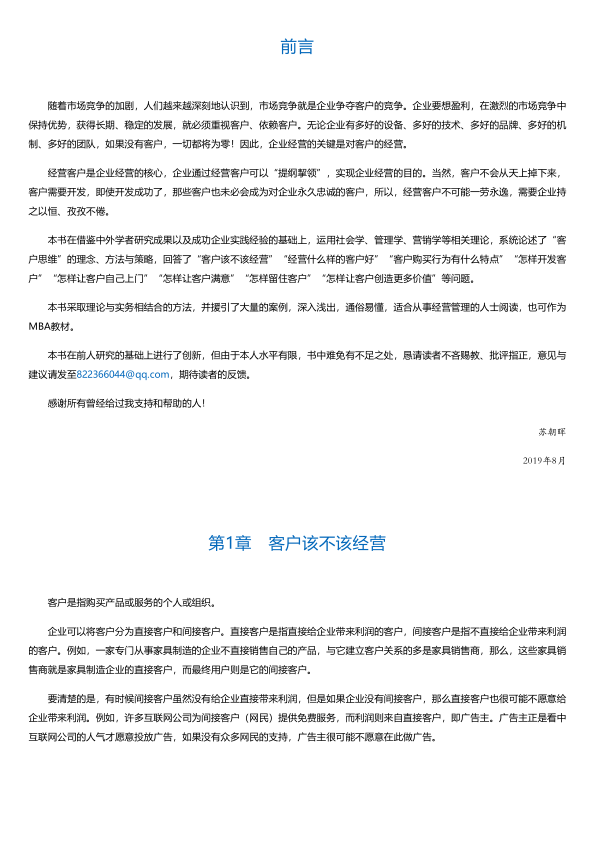 前言
随着市场竞争的加剧，人们越来越深刻地认识到，市场竞争就是企业争夺客户的竞争。企业要想盈利，在激烈的市场竞争中
保持优势，获得长期、稳定的发展，就必须重视客户、依赖客户。无论企业有多好的设备、多好的技术、多好的品牌、多好的机
制、多好的团队，如果没有客户，一切都将为零！因此，企业经营的关键是对客户的经营。
经营客户是企业经营的核心，企业通过经营客户可以“提纲挈领”，实现企业经营的目的。当然，客户不会从天上掉下来，
客户需要开发，即使开发成功了，那些客户也未必会成为对企业永久忠诚的客户，所以，经营客户不可能一劳永逸，需要企业持
之以恒、孜孜不倦。
本书在借鉴中外学者研究成果以及成功企业实践经验的基础上，运用社会学、管理学、营销学等相关理论，系统论述了“客
户思维”的理念、方法与策略，回答了“客户该不该经营”“经营什么样的客户好”“客户购买行为有什么特点”“怎样开发客
户”“怎样让客户自己上门”“怎样让客户满意”“怎样留住客户”“怎样让客户创造更多价值”等问题。
本书采取理论与实务相结合的方法，并援引了大量的案例，深入浅出，通俗易懂，适合从事经营管理的人士阅读，也可作为
MBA教材。
本书在前人研究的基础上进行了创新，但由于本人水平有限，书中难免有不足之处，恳请读者不吝赐教、批评指正，意见与
建议请发至822366044@qq.com，期待读者的反馈。
感谢所有曾经给过我支持和帮助的人！
苏朝晖
2019年8月
第1章　客户该不该经营
客户是指购买产品或服务的个人或组织。
企业可以将客户分为直接客户和间接客户。直接客户是指直接给企业带来利润的客户，间接客户是指不直接给企业带来利润
的客户。例如，一家专门从事家具制造的企业不直接销售自己的产品，与它建立客户关系的多是家具销售商，那么，这些家具销
售商就是家具制造企业的直接客户，而最终用户则是它的间接客户。
要清楚的是，有时候间接客户虽然没有给企业直接带来利润，但是如果企业没有间接客户，那么直接客户也很可能不愿意给
企业带来利润。例如，许多互联网公司为间接客户（网民）提供免费服务，而利润则来自直接客户，即广告主。广告主正是看中
互联网公司的人气才愿意投放广告，如果没有众多网民的支持，广告主很可能不愿意在此做广告。